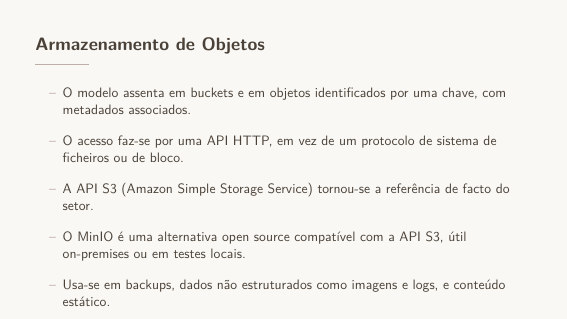 Armazenamento de Objetos
– O modelo assenta em buckets e em objetos identificados por uma chave, com
metadados associados.
– O acesso faz-se por uma API HTTP, em vez de um protocolo de sistema de
ficheiros ou de bloco.
– A API S3 (Amazon Simple Storage Service) tornou-se a referência de facto do
setor.
– O MinIO é uma alternativa open source compatível com a API S3, útil
on-premises ou em testes locais.
– Usa-se em backups, dados não estruturados como imagens e logs, e conteúdo
estático.